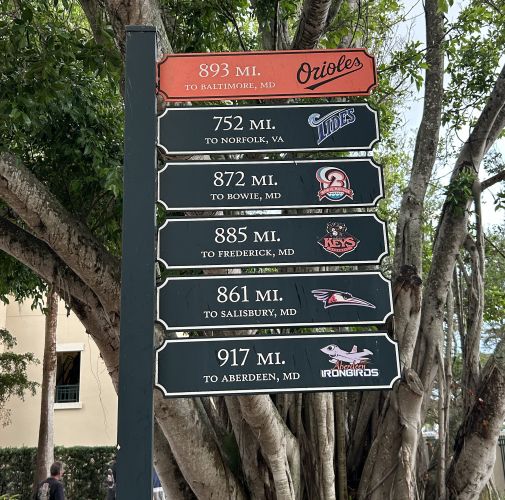 893 MI.
TO BALTIMORE, MD
Orioles
752 MI.
TO NORFOLK, VA
TIDES
872 MI.
TO BOWIE, MD
885 MI.
TO FREDERICK, MD
KEYS
861 MI.
TO SALISBURY, MD
917 MI.
TO ABERDEEN, MD
Aberdeen
IRONBIRDS